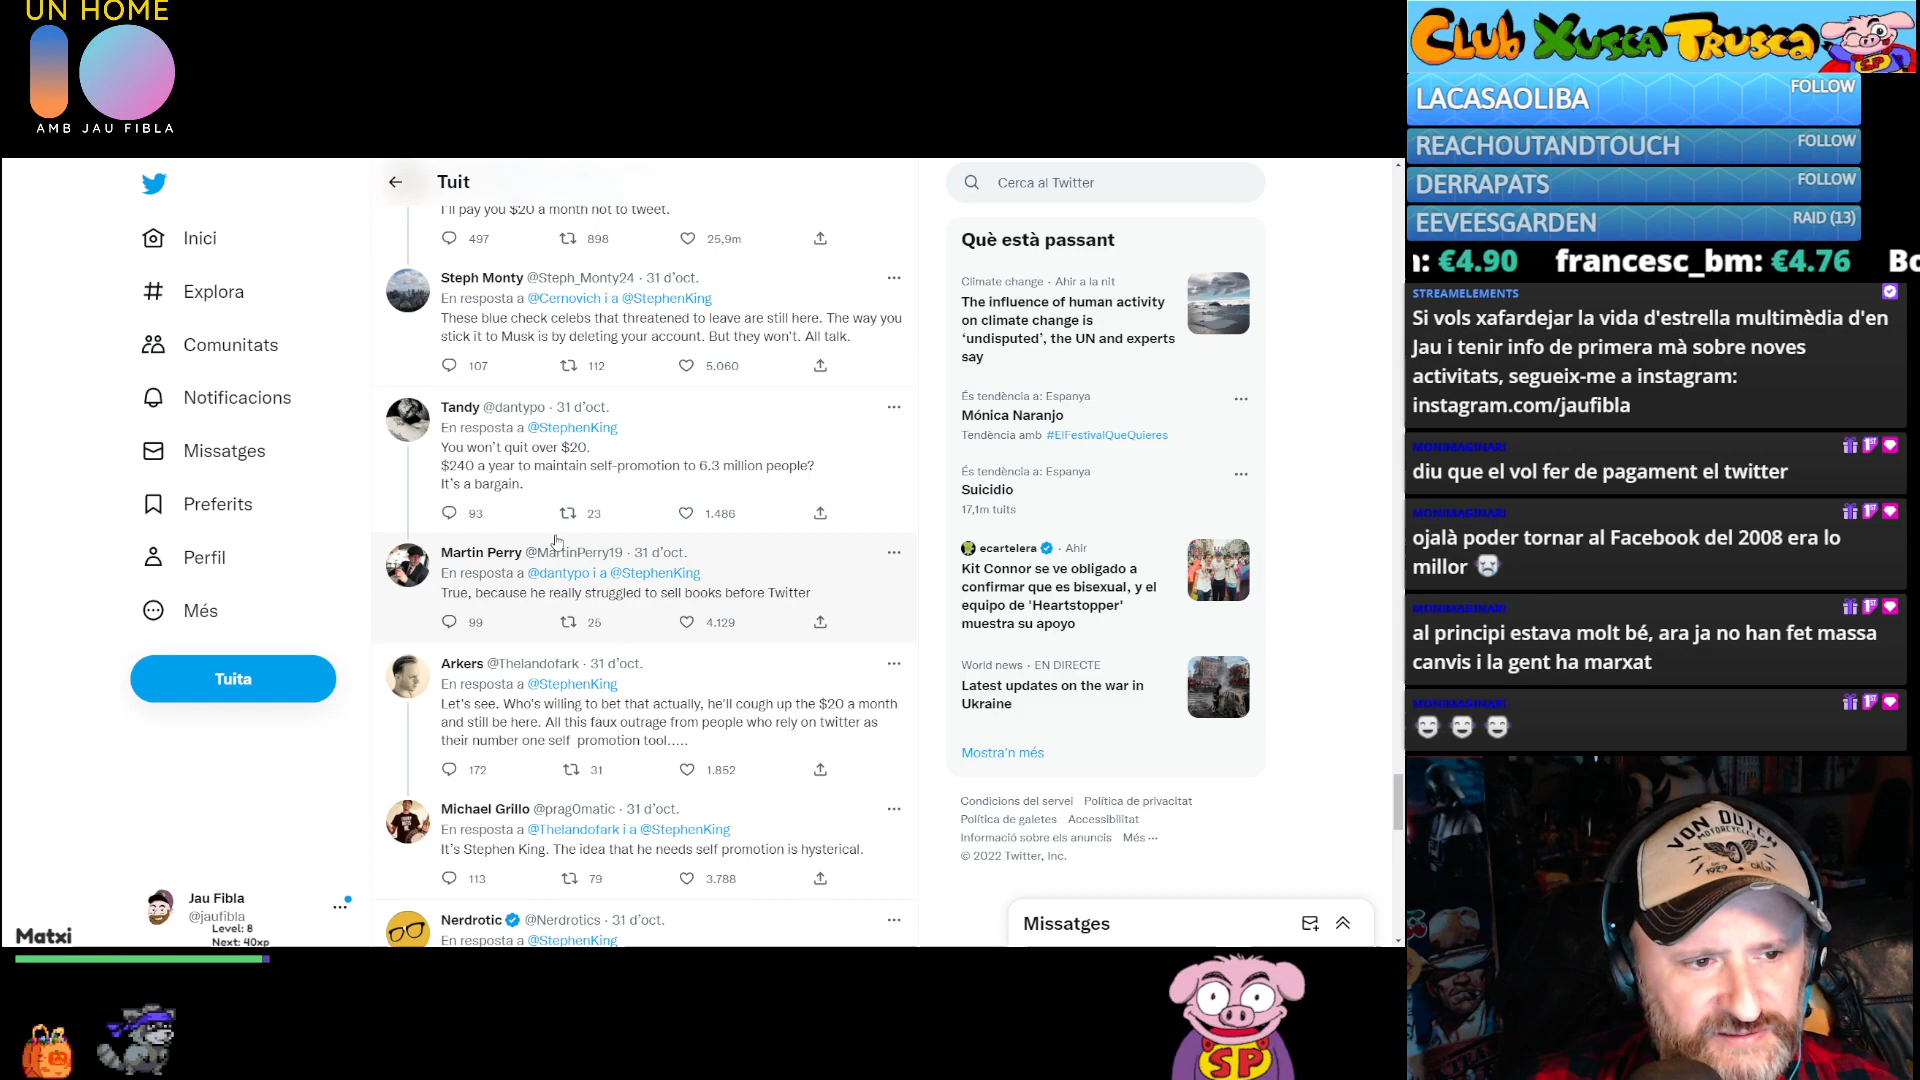 UN HOME
10
AMB JAU FIBLA
Inici
Explora
Comunitats
Notificacions
Missatges
Preferits
Perfil
Més
Tuita
Jau Fibla
@jaufibla
Level: 8
Next: 40xp
Matxi
Tuit
I'll pay you $20 a month not to tweet.
497 898 25,9m
Steph Monty @Steph_Monty24 · 31 d'oct.
En resposta a @Cernovich i a @StephenKing
These blue check celebs that threatened to leave are still here. The way you
stick it to Musk is by deleting your account. But they won't. All talk.
107 112 5.060
Tandy @dantypo · 31 d'oct.
En resposta a @StephenKing
You won't quit over $20.
$240 a year to maintain self-promotion to 6.3 million people?
It's a bargain.
93 23 1.486
Martin Perry @MartinPerry19 · 31 d'oct.
En resposta a @dantypo i a @StephenKing
True, because he really struggled to sell books before Twitter
99 25 4.129
Arkers @Thelandofark · 31 d'oct.
En resposta a @StephenKing
Let's see. Who's willing to bet that actually, he'll cough up the $20 a month
and still be here. All this faux outrage from people who rely on twitter as
their number one self promotion tool.....
172 31 1.852
Michael Grillo @prag0matic · 31 d'oct.
En resposta a @Thelandofark i a @StephenKing
It's Stephen King. The idea that he needs self promotion is hysterical.
113 79 3.788
Nerdrotic @Nerdrotics · 31 d'oct.
En resposta a @StephenKing
Cerca al Twitter
Què està passant
Climate change · Ahir a la nit
The influence of human activity
on climate change is
'undisputed', the UN and experts
say
És tendència a: Espanya
Mónica Naranjo
Tendència amb #ElFestivalQueQuieres
És tendència a: Espanya
Suicidio
17,1m tuits
ecartelera · Ahir
Kit Connor se ve obligado a
confirmar que es bisexual, y el
equipo de 'Heartstopper'
muestra su apoyo
World news · EN DIRECTE
Latest updates on the war in
Ukraine
Mostra'n més
Condicions del servei Política de privacitat
Política de galetes Accessibilitat
Informació sobre els anuncis Més ···
© 2022 Twitter, Inc.
Missatges
SP
Club Xusca Trusca
SP
LACASAOLIBA FOLLOW
REACHOUTANDTOUCH FOLLOW
DERRAPATS FOLLOW
EEVEESGARDEN RAID (13)
: €4.90 francesc_bm: €4.76 Bo
STREAMELEMENTS
Si vols xafardejar la vida d'estrella multimèdia d'en
Jau i tenir info de primera mà sobre noves
activitats, segueix-me a instagram:
instagram.com/jaufibla
MONIMAGINARI
diu que el vol fer de pagament el twitter
MONIMAGINARI
ojalà poder tornar al Facebook del 2008 era lo
millor
MONIMAGINARI
al principi estava molt bé, ara ja no han fet massa
canvis i la gent ha marxat
MONIMAGINARI
VON DUTCH
MOTORCYCLES
1929 CALIF